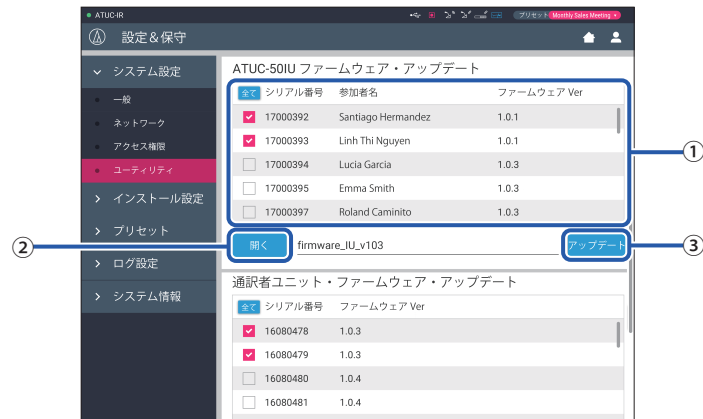 ATUC-IR
プリセット Monthly Sales Meeting
設定＆保守
システム設定
一般
ネットワーク
アクセス権限
ユーティリティ
インストール設定
プリセット
ログ設定
システム情報
ATUC-50IU ファームウェア・アップデート
全て シリアル番号 参加者名 ファームウェア Ver
17000392 Santiago Hermandez 1.0.1
17000393 Linh Thi Nguyen 1.0.1
17000394 Lucia Garcia 1.0.3
17000395 Emma Smith 1.0.3
17000397 Roland Caminito 1.0.3
①
② 開く firmware_IU_v103 アップデート ③
通訳者ユニット・ファームウェア・アップデート
全て シリアル番号 ファームウェア Ver
16080478 1.0.3
16080479 1.0.3
16080480 1.0.4
16080481 1.0.4